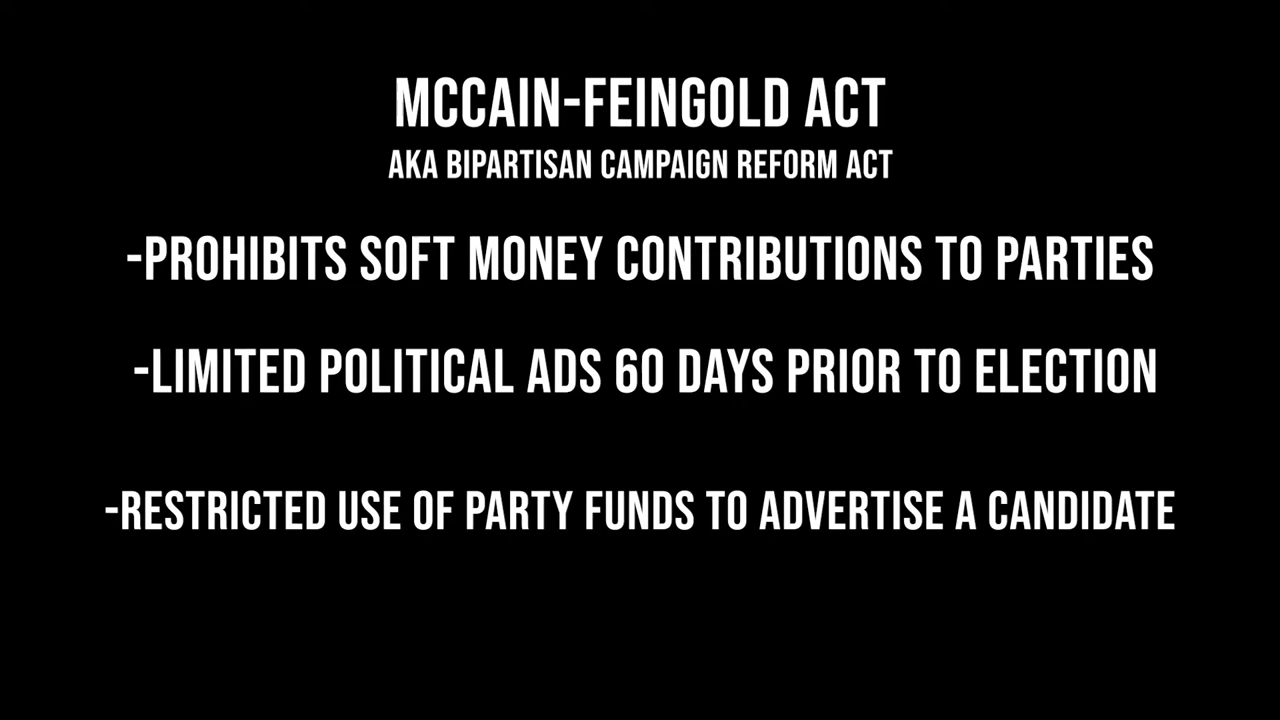 MCCAIN-FEINGOLD ACT
AKA BIPARTISAN CAMPAIGN REFORM ACT
-PROHIBITS SOFT MONEY CONTRIBUTIONS TO PARTIES
-LIMITED POLITICAL ADS 60 DAYS PRIOR TO ELECTION
-RESTRICTED USE OF PARTY FUNDS TO ADVERTISE A CANDIDATE